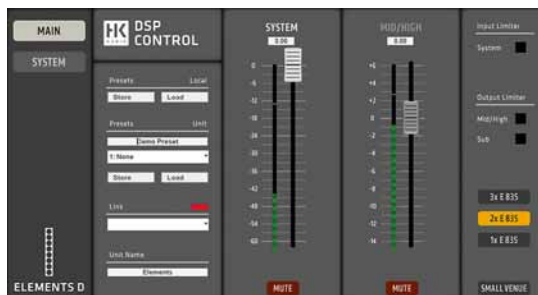 MAIN
SYSTEM
ELEMENTS D
HK
AUDIO
DSP
CONTROL
Presets Local
Store Load
Presets Unit
Demo Preset
1: None
Store Load
Link
Unit Name
Elements
SYSTEM
0.00
0
-6
-12
-18
-24
-30
-36
-42
-48
-54
-60
MUTE
MID/HIGH
0.00
+6
+4
+2
0
-2
-4
-6
-8
-10
-12
-14
MUTE
Input Limiter
System
Output Limiter
Mid/High
Sub
3x E 835
2x E 835
1x E 835
SMALL VENUE